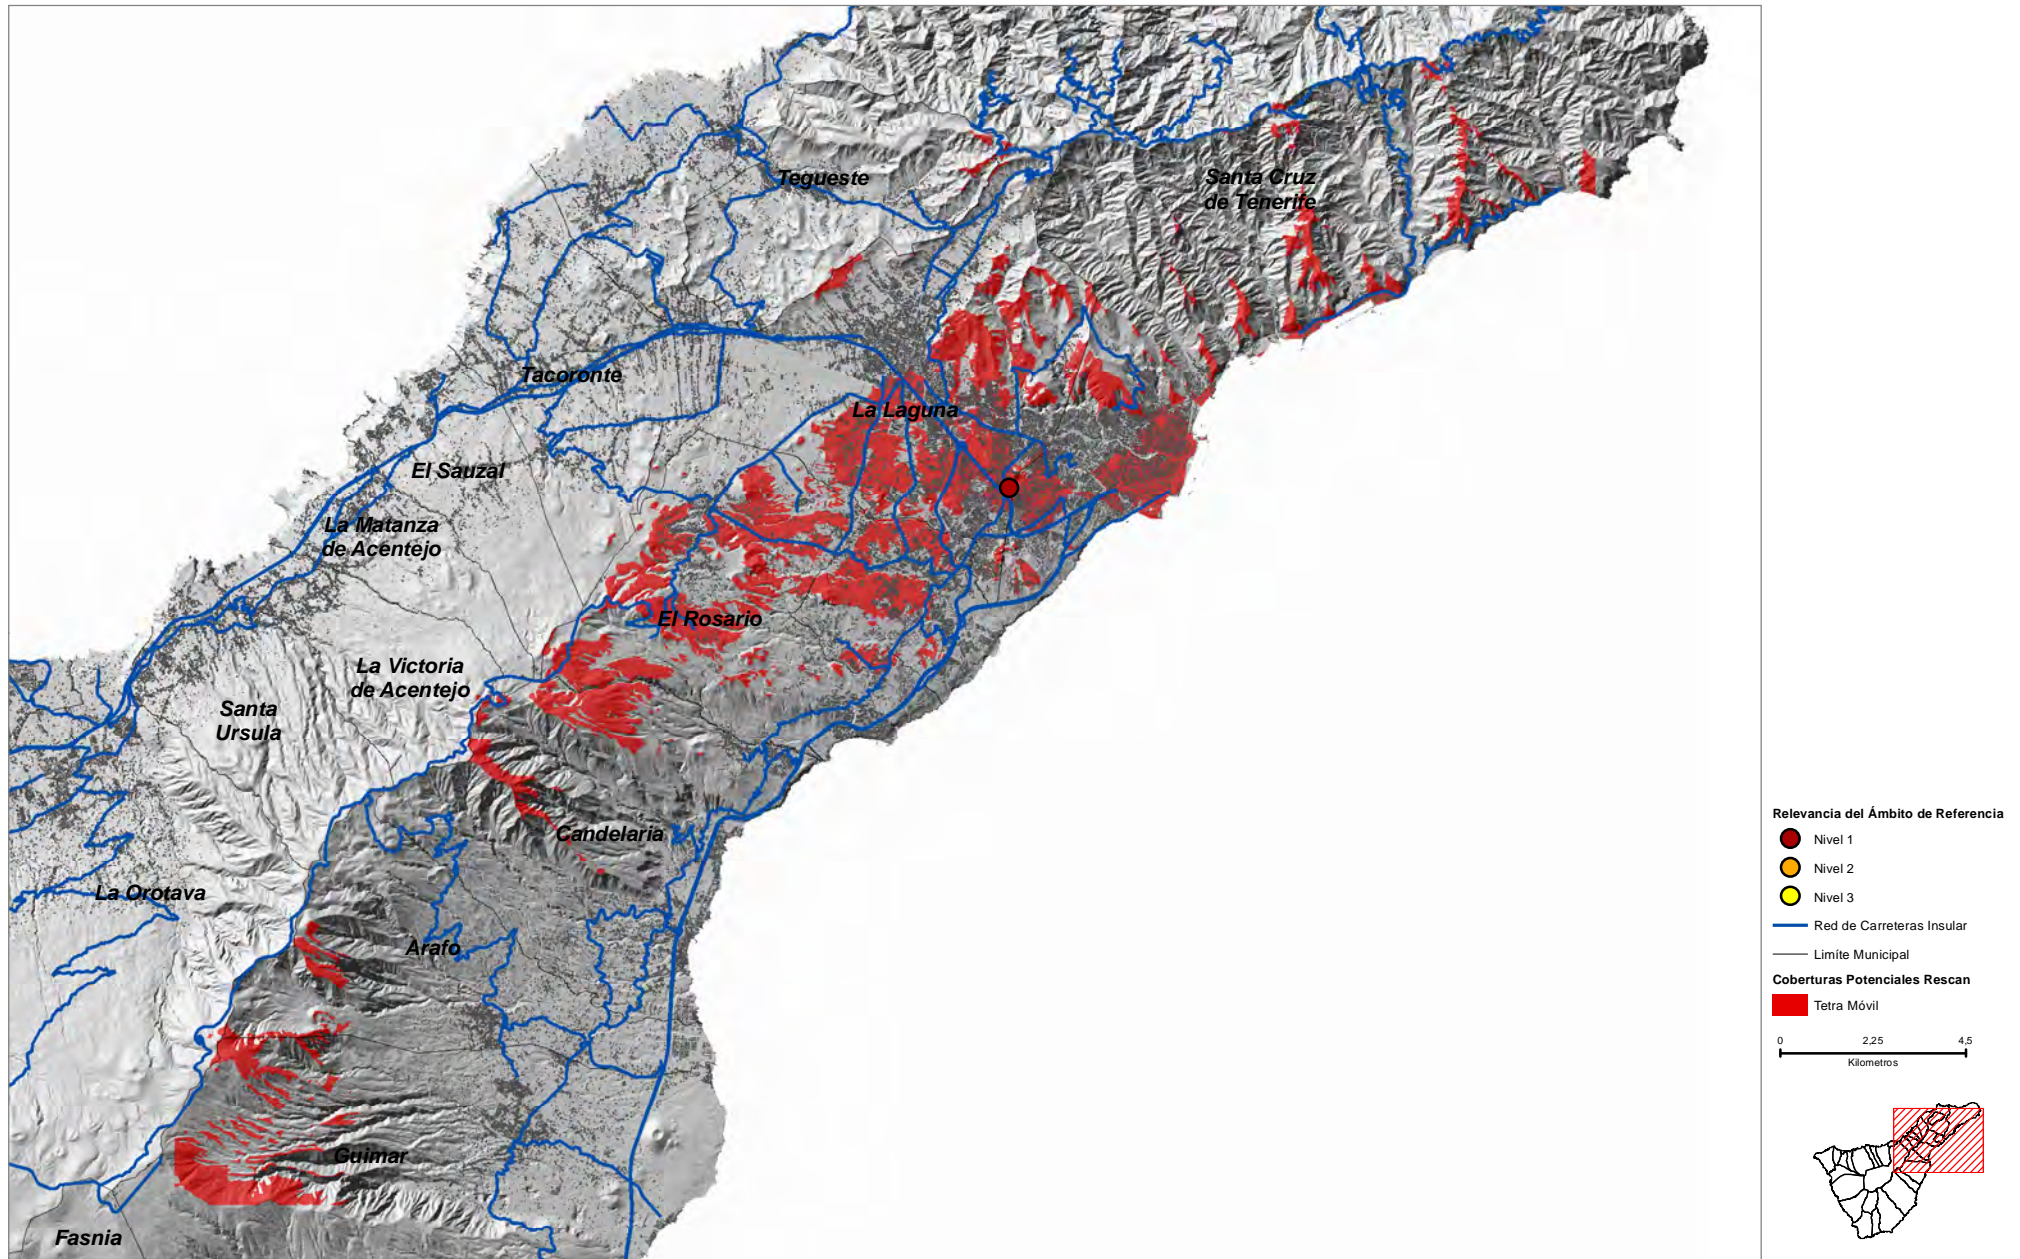 Tegueste
Santa Cruz
de Tenerife
Tacoronte
La Laguna
El Sauzal
La Matanza
de Acentejo
El Rosario
La Victoria
de Acentejo
Santa
Ursula
Candelaria
La Orotava
Arafo
Guimar
Fasnia
Relevancia del Ámbito de Referencia
Nivel 1
Nivel 2
Nivel 3
Red de Carreteras Insular
Limíte Municipal
Coberturas Potenciales Rescan
Tetra Móvil
0 2,25 4,5
Kilometros